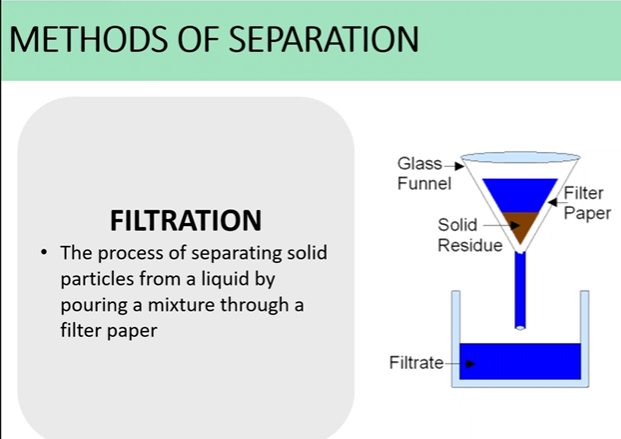 METHODS OF SEPARATION
FILTRATION
• The process of separating solid
particles from a liquid by
pouring a mixture through a
filter paper
Glass
Funnel
Filter
Paper
Solid
Residue
Filtrate